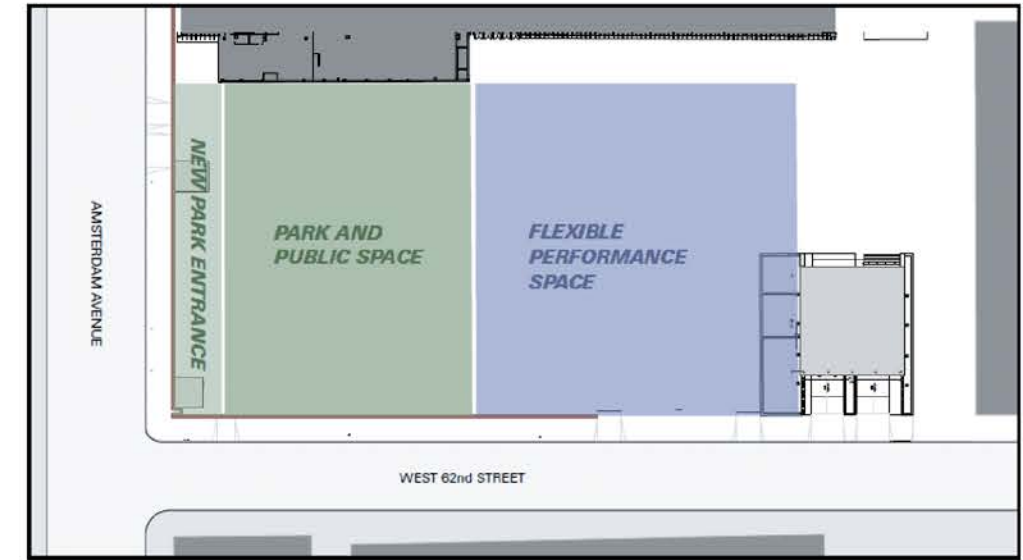 AMSTERDAM AVENUE
NEW PARK ENTRANCE
PARK AND
PUBLIC SPACE
FLEXIBLE
PERFORMANCE
SPACE
WEST 62nd STREET